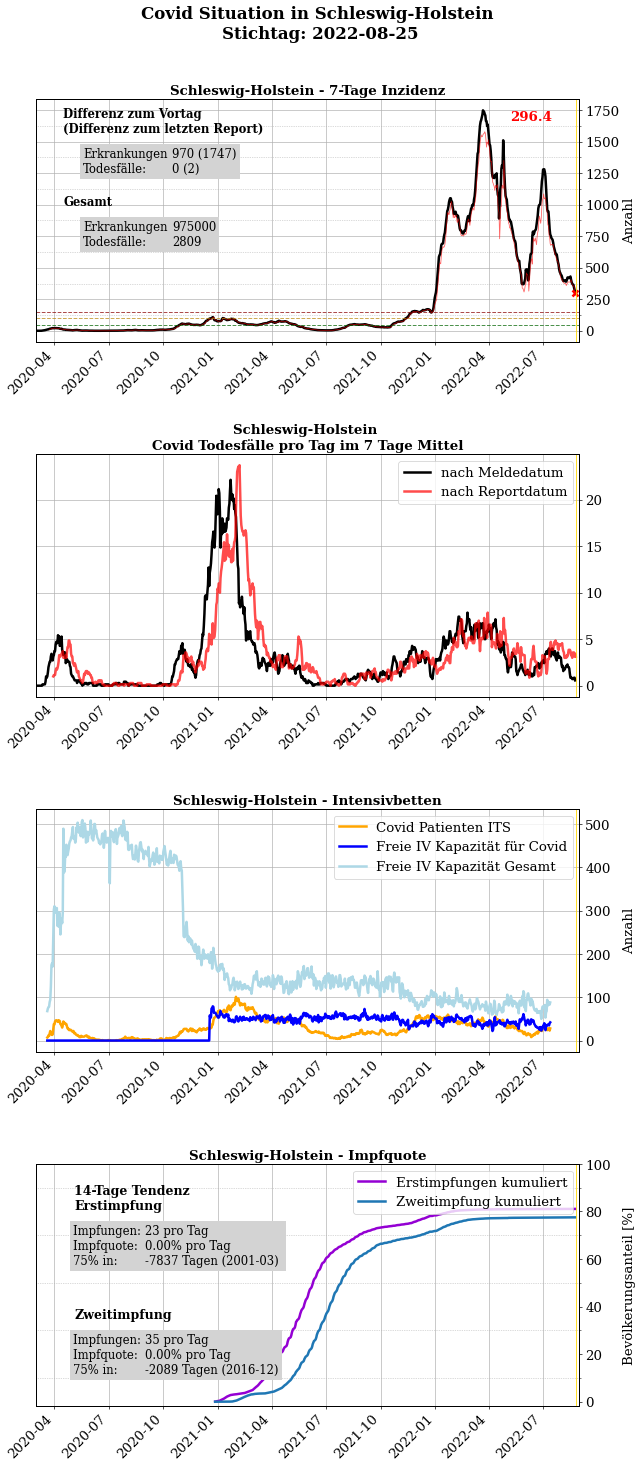 Covid Situation in Schleswig-Holstein
Stichtag: 2022-08-25
Schleswig-Holstein - 7-Tage Inzidenz
Differenz zum Vortag
(Differenz zum letzten Report)
Erkrankungen 970 (1747)
Todesfälle: 0 (2)
Gesamt
Erkrankungen 975000
Todesfälle: 2809
296.4
1750
1500
1250
1000
750
500
250
0
Anzahl
2020-04 2020-07 2020-10 2021-01 2021-04 2021-07 2021-10 2022-01 2022-04 2022-07
Schleswig-Holstein
Covid Todesfälle pro Tag im 7 Tage Mittel
nach Meldedatum
nach Reportdatum
20
15
10
5
0
2020-04 2020-07 2020-10 2021-01 2021-04 2021-07 2021-10 2022-01 2022-04 2022-07
Schleswig-Holstein - Intensivbetten
Covid Patienten ITS
Freie IV Kapazität für Covid
Freie IV Kapazität Gesamt
500
400
300
200
100
0
Anzahl
2020-04 2020-07 2020-10 2021-01 2021-04 2021-07 2021-10 2022-01 2022-04 2022-07
Schleswig-Holstein - Impfquote
Erstimpfungen kumuliert
Zweitimpfung kumuliert
14-Tage Tendenz
Erstimpfung
Impfungen: 23 pro Tag
Impfquote: 0.00% pro Tag
75% in: -7837 Tagen (2001-03)
Zweitimpfung
Impfungen: 35 pro Tag
Impfquote: 0.00% pro Tag
75% in: -2089 Tagen (2016-12)
100
80
60
40
20
0
Bevölkerungsanteil [%]
2020-04 2020-07 2020-10 2021-01 2021-04 2021-07 2021-10 2022-01 2022-04 2022-07